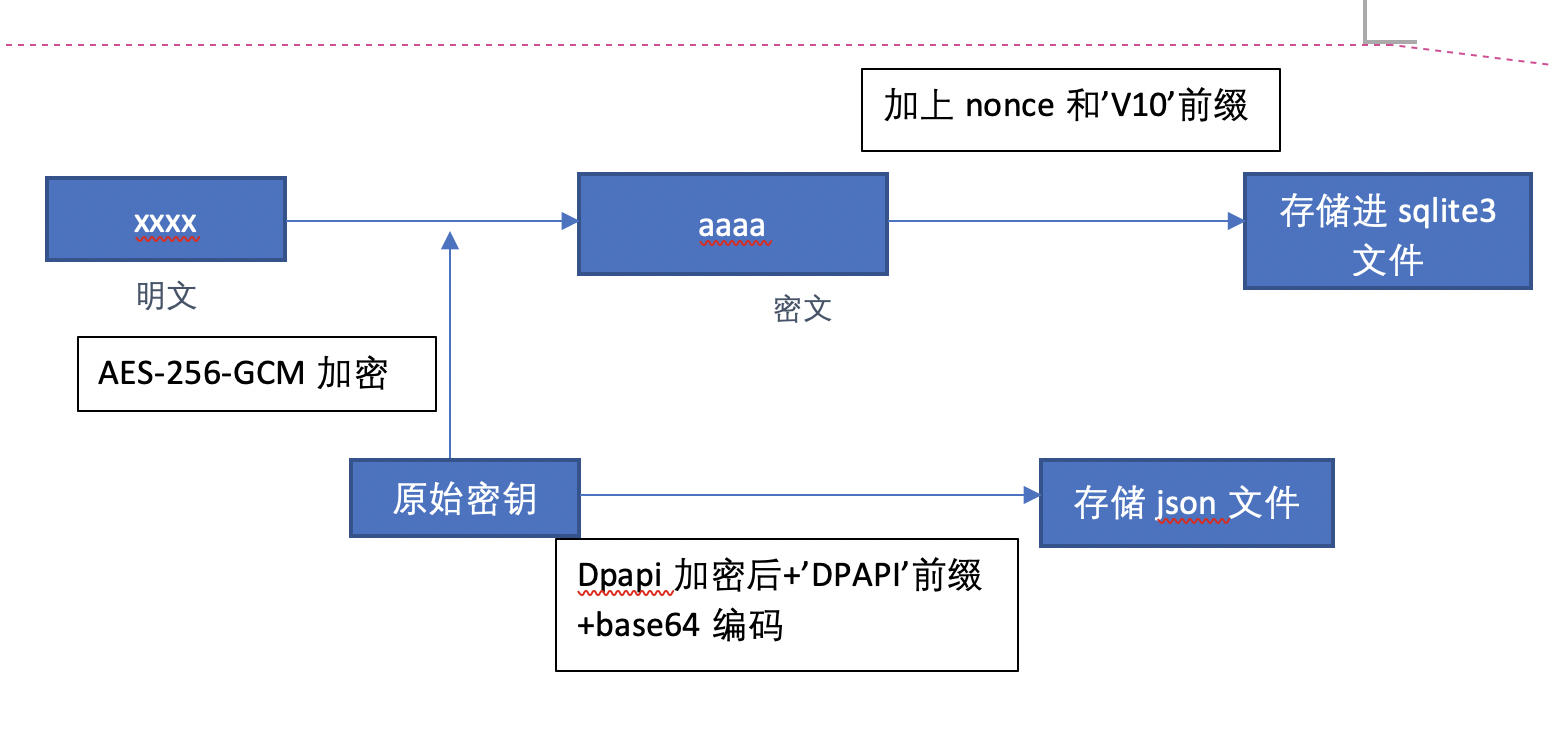 加上 nonce 和’V10’前缀
xxxx
aaaa
存储进 sqlite3
文件
明文
密文
AES-256-GCM 加密
原始密钥
存储 json 文件
Dpapi 加密后+’DPAPI’前缀
+base64 编码